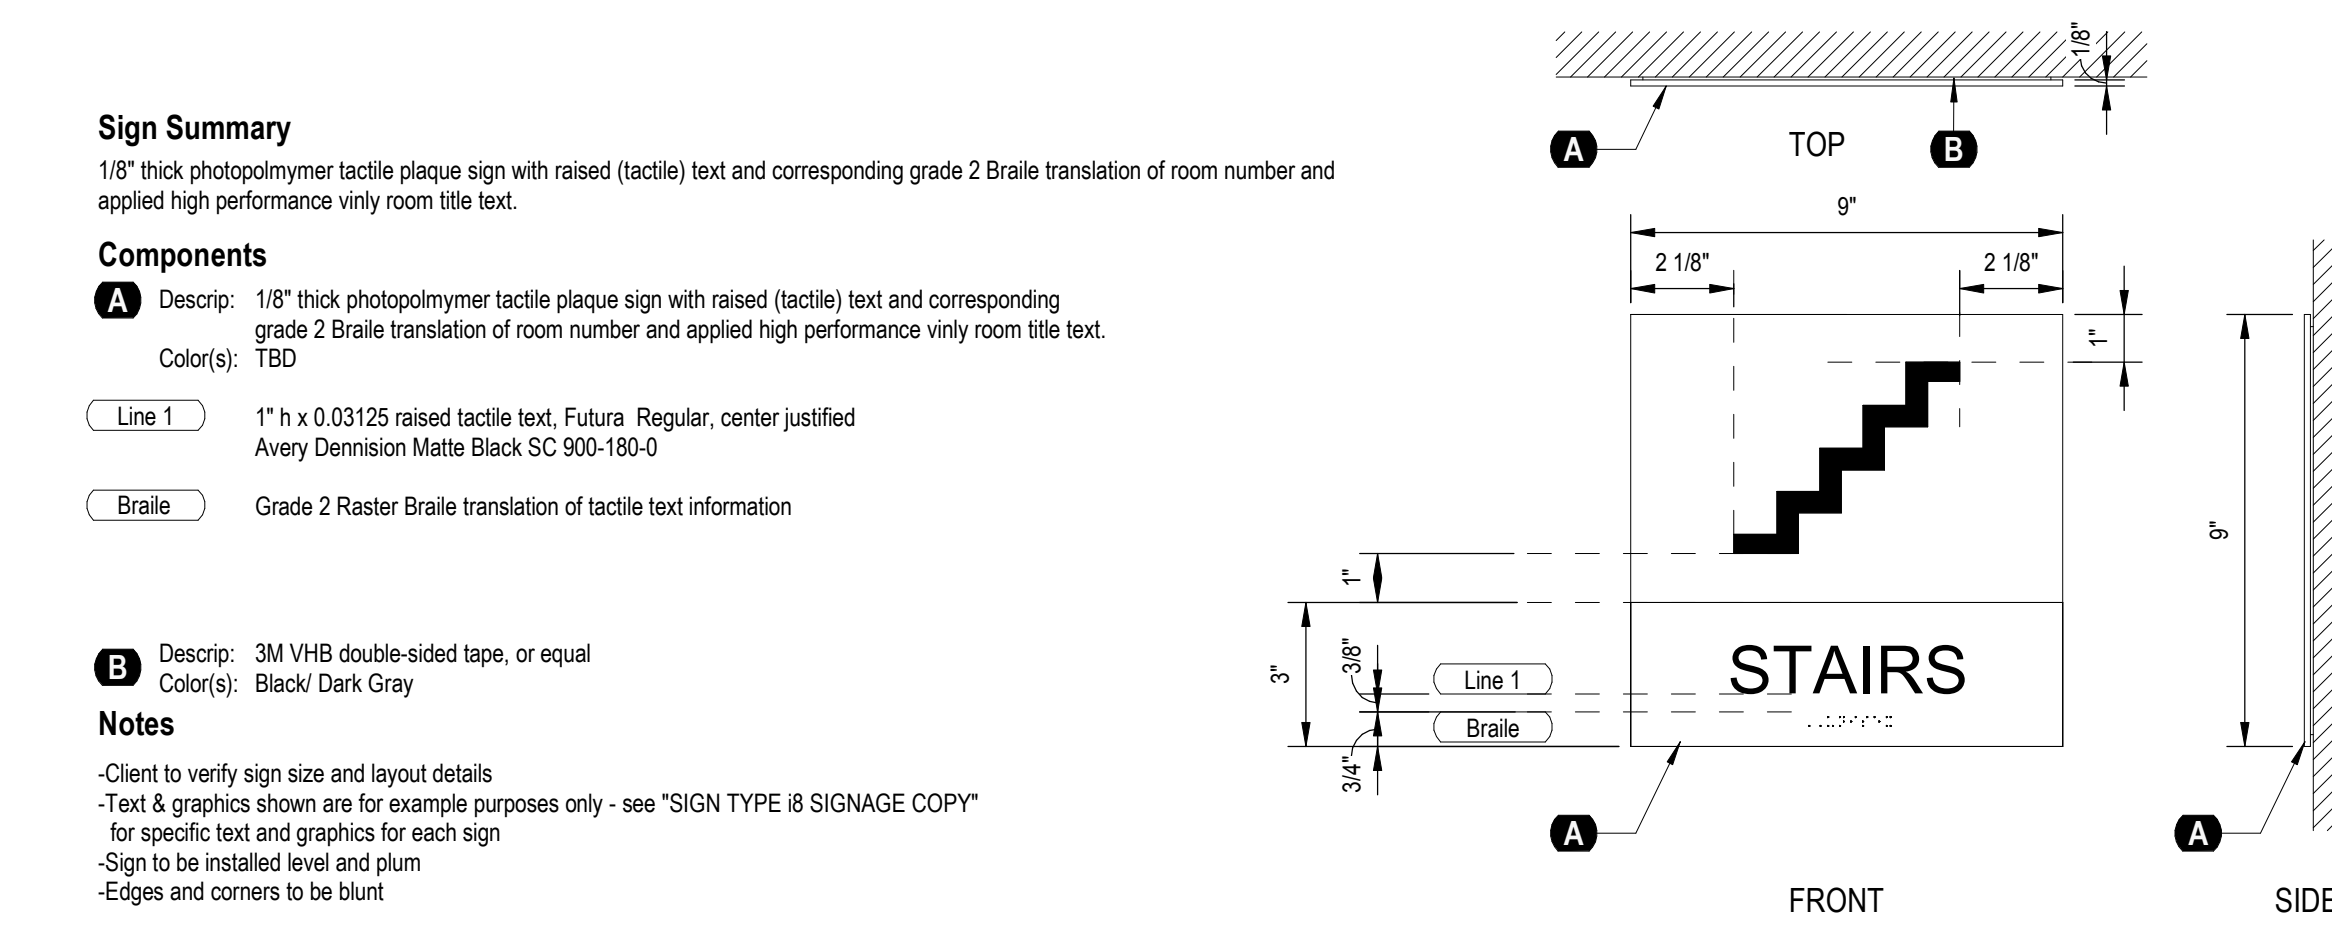 Sign Summary
1/8" thick photopolmymer tactile plaque sign with raised (tactile) text and corresponding grade 2 Braile translation of room number and
applied high performance vinly room title text.
Components
A Descrip: 1/8" thick photopolmymer tactile plaque sign with raised (tactile) text and corresponding
grade 2 Braile translation of room number and applied high performance vinly room title text.
Color(s): TBD
Line 1 1" h x 0.03125 raised tactile text, Futura Regular, center justified
Avery Dennision Matte Black SC 900-180-0
Braile Grade 2 Raster Braile translation of tactile text information
B Descrip: 3M VHB double-sided tape, or equal
Color(s): Black/ Dark Gray
Notes
-Client to verify sign size and layout details
-Text & graphics shown are for example purposes only - see "SIGN TYPE i8 SIGNAGE COPY"
for specific text and graphics for each sign
-Sign to be installed level and plum
-Edges and corners to be blunt
1/8"
A
TOP
B
9"
2 1/8"
2 1/8"
1"
1"
3"
3/8"
Line 1
STAIRS
Braile
3/4"
A
FRONT
9"
A
SIDE